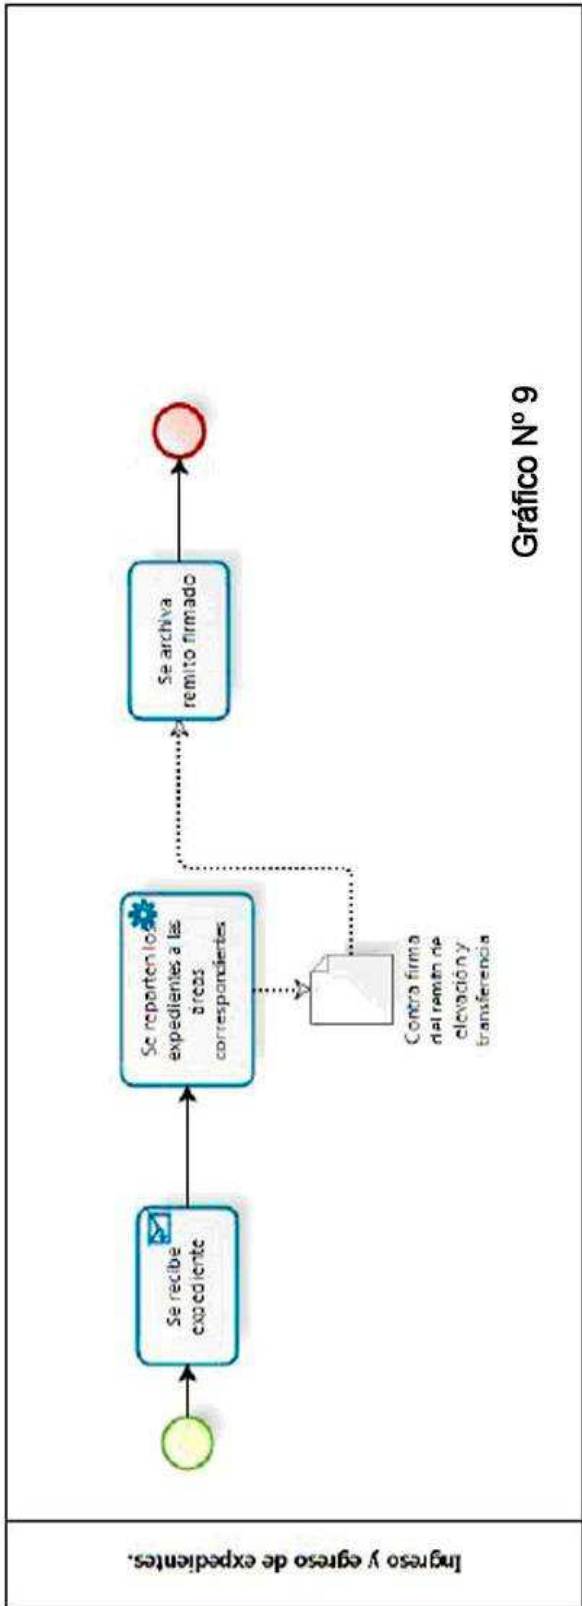 Ingreso y egreso de expedientes.
Se recibe
expediente
Se reparten los
expedientes a las
áreas
correspondientes
Contra firma
del remito de
elevación y
transferencia
Se archiva
remito firmado
Gráfico Nº 9